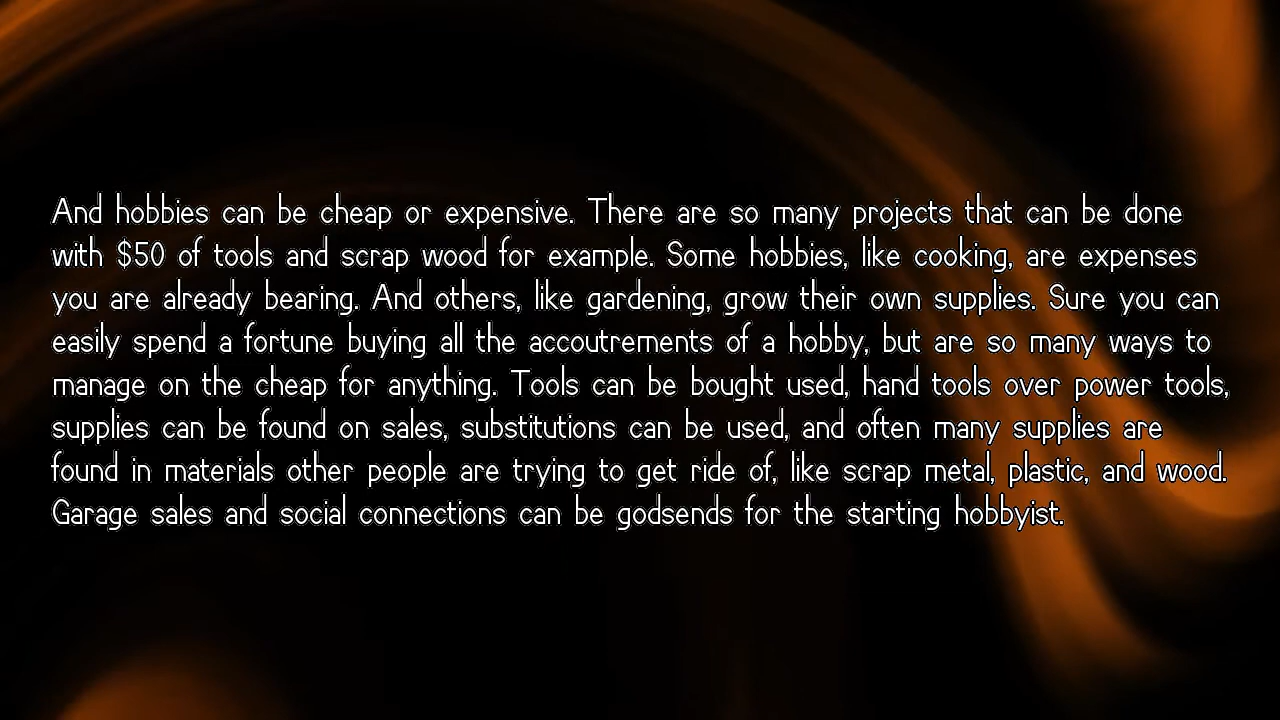 And hobbies can be cheap or expensive. There are so many projects that can be done
with $50 of tools and scrap wood for example. Some hobbies, like cooking, are expenses
you are already bearing. And others, like gardening, grow their own supplies. Sure you can
easily spend a fortune buying all the accoutrements of a hobby, but are so many ways to
manage on the cheap for anything. Tools can be bought used, hand tools over power tools,
supplies can be found on sales, substitutions can be used, and often many supplies are
found in materials other people are trying to get ride of, like scrap metal, plastic, and wood.
Garage sales and social connections can be godsends for the starting hobbyist.